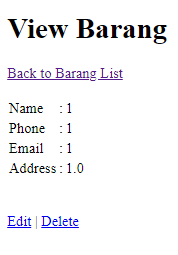 View Barang
Back to Barang List
Name : 1
Phone : 1
Email : 1
Address : 1.0
Edit | Delete